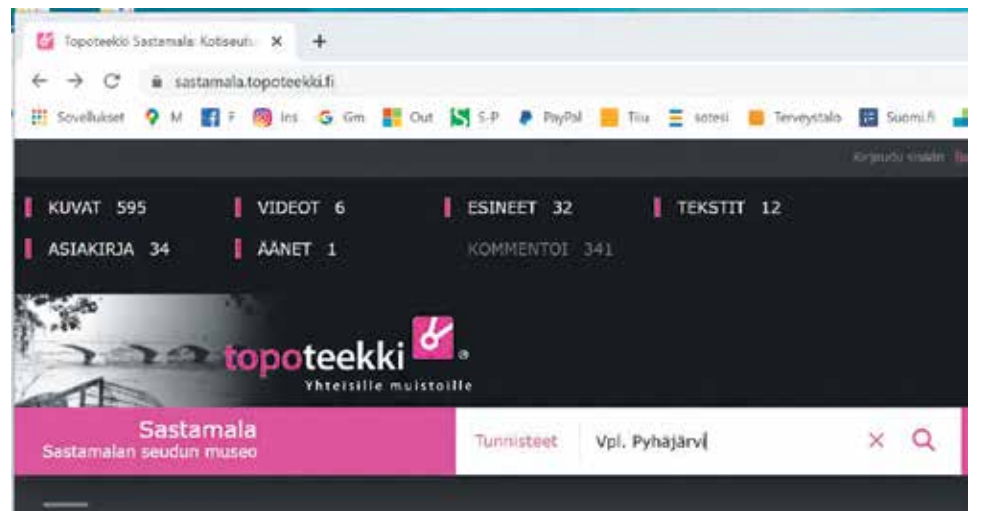 Topoteekki Sastamala: Kotiseutu
sastamala.topoteekki.fi
Sovellukset M F Ins Gm Out S-P PayPal Tiiu sotesi Terveystalo Suomi.fi
Kirjaudu sisään
KUVAT 595 VIDEOT 6 ESINEET 32 TEKSTIT 12
ASIAKIRJA 34 ÄÄNET 1 KOMMENTOI 341
topoteekki ®
Yhteisille muistoille
Sastamala
Sastamalan seudun museo
Tunnisteet Vpl. Pyhäjärvi